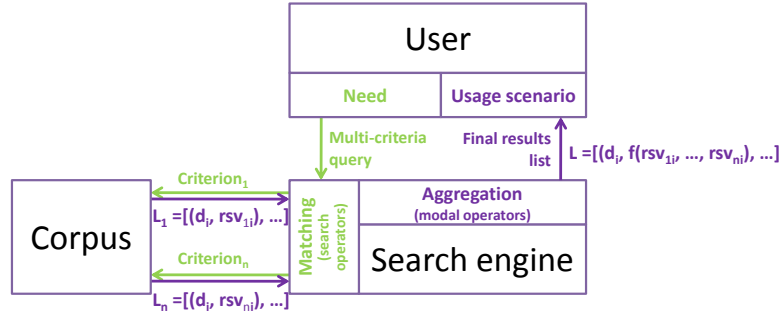 User
Need
Usage scenario
Multi-criteria
query
Final results
list
L =[(dᵢ, f(rsv₁ᵢ, ..., rsvₙᵢ), ...]
Criterion₁
L₁ =[(dᵢ, rsv₁ᵢ), ...]
Corpus
Criterionₙ
Lₙ =[(dᵢ, rsvₙᵢ), ...]
Matching
(search
operators)
Aggregation
(modal operators)
Search engine